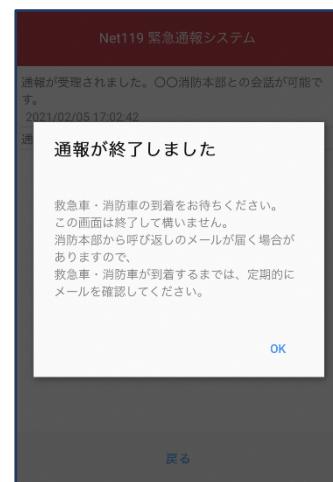 Net119 緊急通報システム
通報が受理されました。〇〇消防本部との会話が可能で
す。
2021/02/05 17:02:42
通
通報が終了しました
救急車・消防車の到着をお待ちください。
この画面は終了して構いません。
消防本部から呼び返しのメールが届く場合が
ありますので、
救急車・消防車が到着するまでは、定期的に
メールを確認してください。
OK
戻る